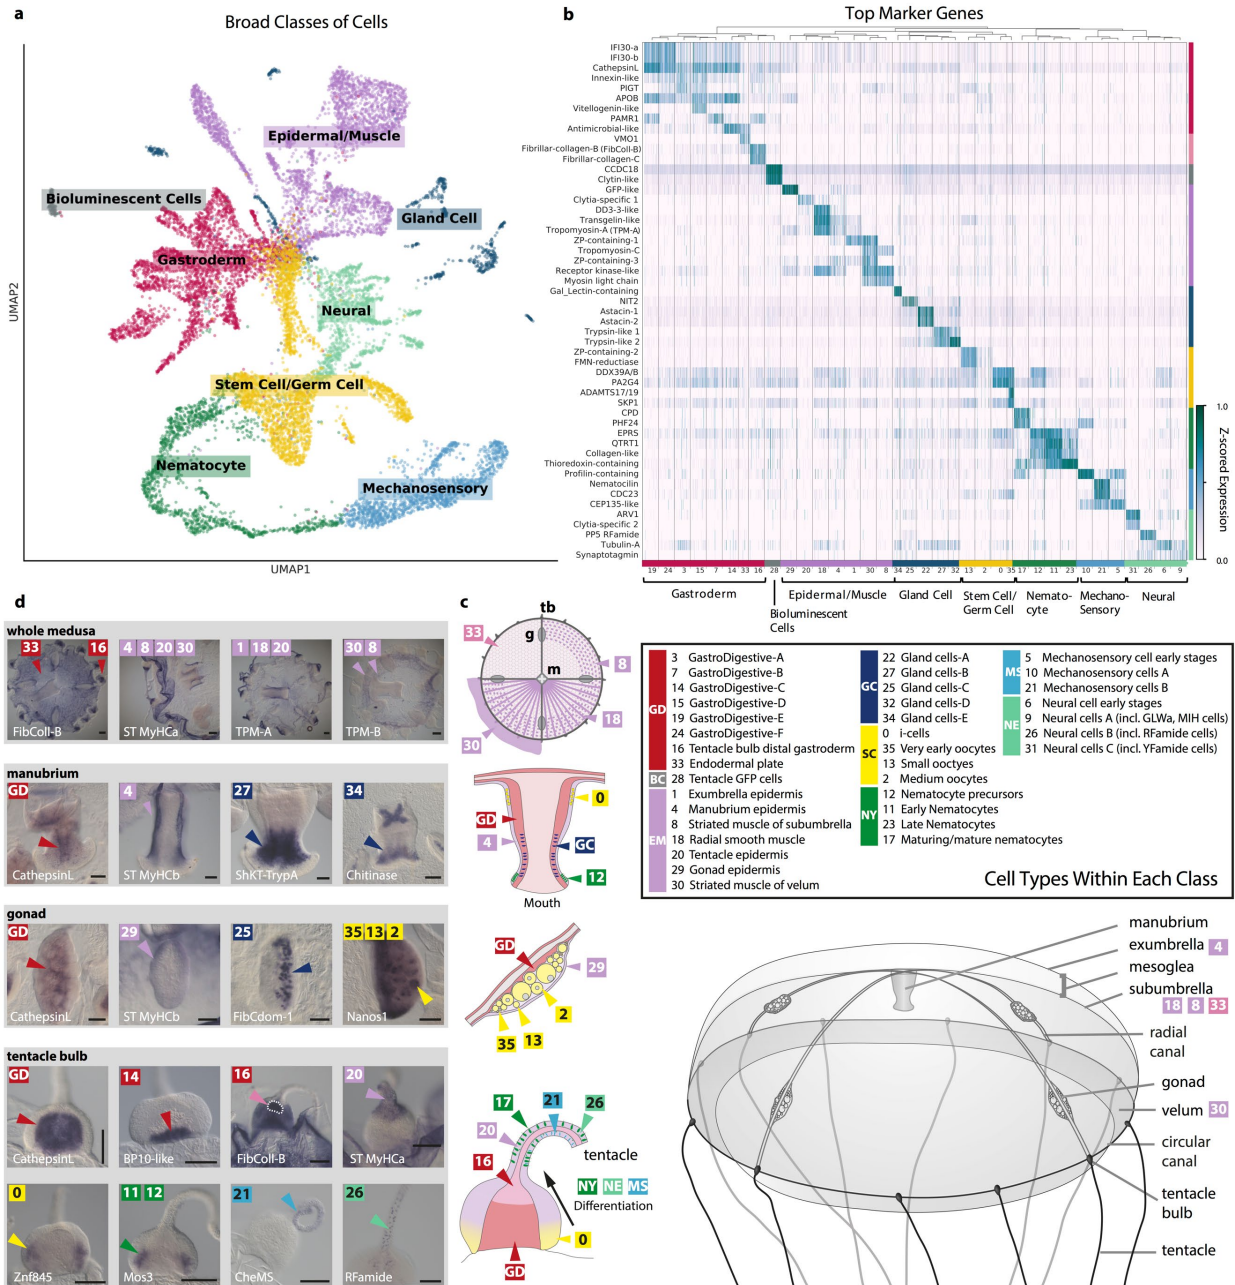 a
Broad Classes of Cells
Epidermal/Muscle
Bioluminescent Cells
Gland Cell
Gastroderm
Neural
Stem Cell/Germ Cell
Nematocyte
Mechanosensory
UMAP2
UMAP1
b
Top Marker Genes
IFI30-a
IFI30-b
CathepsinL
Innexin-like
PIGT
APOB
Vitellogenin-like
PAMR1
Antimicrobial-like
VMO1
Fibrillar-collagen-B (FibColl-B)
Fibrillar-collagen-C
CCDC18
Clytin-like
GFP-like
Clytia-specific 1
DD3-3-like
Transgelin-like
Tropomyosin-A (TPM-A)
ZP-containing-1
Tropomyosin-C
ZP-containing-3
Receptor kinase-like
Myosin light chain
Gal_Lectin-containing
NIT2
Astacin-1
Astacin-2
Trypsin-like 1
Trypsin-like 2
ZP-containing-2
FMN-reductise
DDX39A/B
PA2G4
ADAMTS17/19
SKP1
CPD
PHF24
EPRS
QTRT1
Collagen-like
Thioredoxin-containing
Profilin-containing
Nematocilin
CDC23
CEP135-like
ARV1
Clytia-specific 2
PP5 RFamide
Tubulin-A
Synaptotagmin
1.0
0.0
Z-scored Expression
19 24 3 15 7 14 33 16 28 29 20 18 4 1 30 8 34 25 22 27 32 13 2 0 35 17 12 11 23 10 21 5 31 26 6 9
Gastroderm
Bioluminescent
Cells
Epidermal/Muscle
Gland Cell
Stem Cell/
Germ Cell
Nemato-
cyte
Mechano-
Sensory
Neural
d
whole medusa
33 16
FibColl-B
4 8 20 30
ST MyHCa
1 18 20
TPM-A
30 8
TPM-B
manubrium
GD
CathepsinL
4
ST MyHCb
27
ShKT-TrypA
34
Chitinase
gonad
GD
CathepsinL
29
ST MyHCb
25
FibCdom-1
35 13 2
Nanos1
tentacle bulb
GD
CathepsinL
14
BP10-like
16
FibColl-B
20
ST MyHCa
0
Znf845
11 12
Mos3
21
CheMS
26
RFamide
c
tb
33
g
8
m
18
30
0
GD
4
GC
12
Mouth
GD
29
2
35 13
17 21 26
20
tentacle
16
NY NE MS
Differentiation
0
GD
GD
3 GastroDigestive-A
7 GastroDigestive-B
14 GastroDigestive-C
15 GastroDigestive-D
19 GastroDigestive-E
24 GastroDigestive-F
16 Tentacle bulb distal gastroderm
33 Endodermal plate
BC
28 Tentacle GFP cells
EM
1 Exumbrella epidermis
4 Manubrium epidermis
8 Striated muscle of subumbrella
18 Radial smooth muscle
20 Tentacle epidermis
29 Gonad epidermis
30 Striated muscle of velum
GC
22 Gland cells-A
27 Gland cells-B
25 Gland cells-C
32 Gland cells-D
34 Gland cells-E
SC
0 i-cells
35 Very early oocytes
13 Small ooctyes
2 Medium oocytes
NY
12 Nematocyte precursors
11 Early Nematocytes
23 Late Nematocytes
17 Maturing/mature nematocytes
MS
5 Mechanosensory cell early stages
10 Mechanosensory cells A
21 Mechanosensory cells B
NE
6 Neural cell early stages
9 Neural cells A (incl. GLWa, MIH cells)
26 Neural cells B (incl. RFamide cells)
31 Neural cells C (incl. YFamide cells)
Cell Types Within Each Class
manubrium
exumbrella 4
mesoglea
subumbrella
18 8 33
radial
canal
gonad
velum 30
circular
canal
tentacle
bulb
tentacle